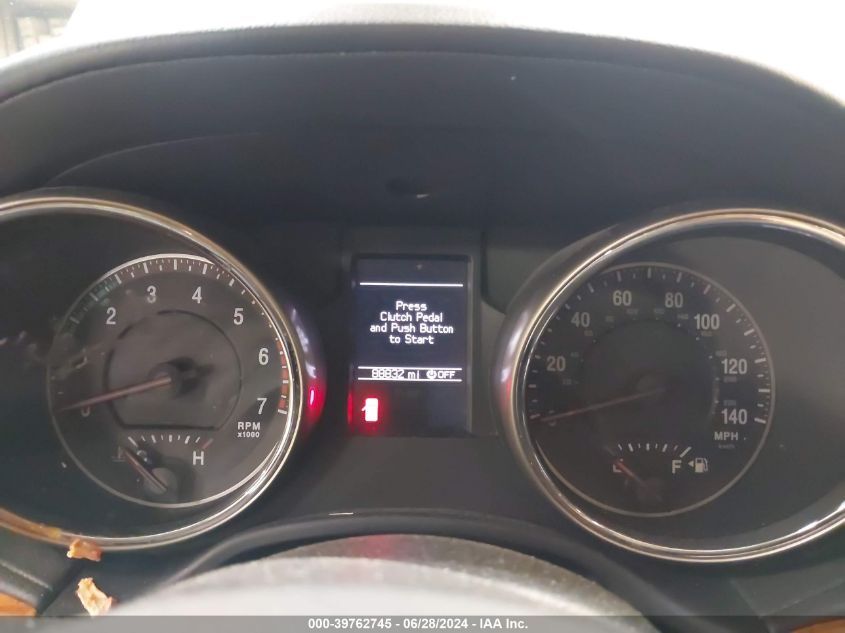 Press
Clutch Pedal
and Push Button
to Start
88832 mi OFF
2 3 4 5 6 7
RPM
x1000
H
20 40 60 80 100 120 140
MPH
F
000-39762745 - 06/28/2024 - IAA Inc.